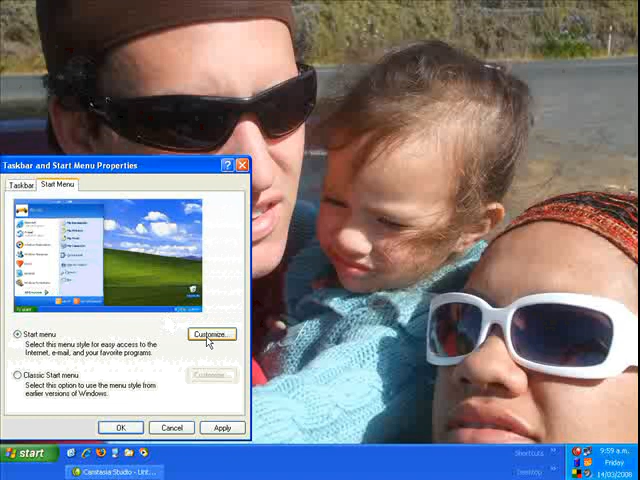 Taskbar and Start Menu Properties
Taskbar
Start Menu
Start menu
Customize...
Select this menu style for easy access to the
Internet, e-mail, and your favorite programs.
Classic Start menu
Customize...
Select this option to use the menu style from
earlier versions of Windows.
OK
Cancel
Apply
start
Shortcuts
»
9:59 a.m.
Friday
14/03/2008
Camtasia Studio - Unt...
Desktop
»